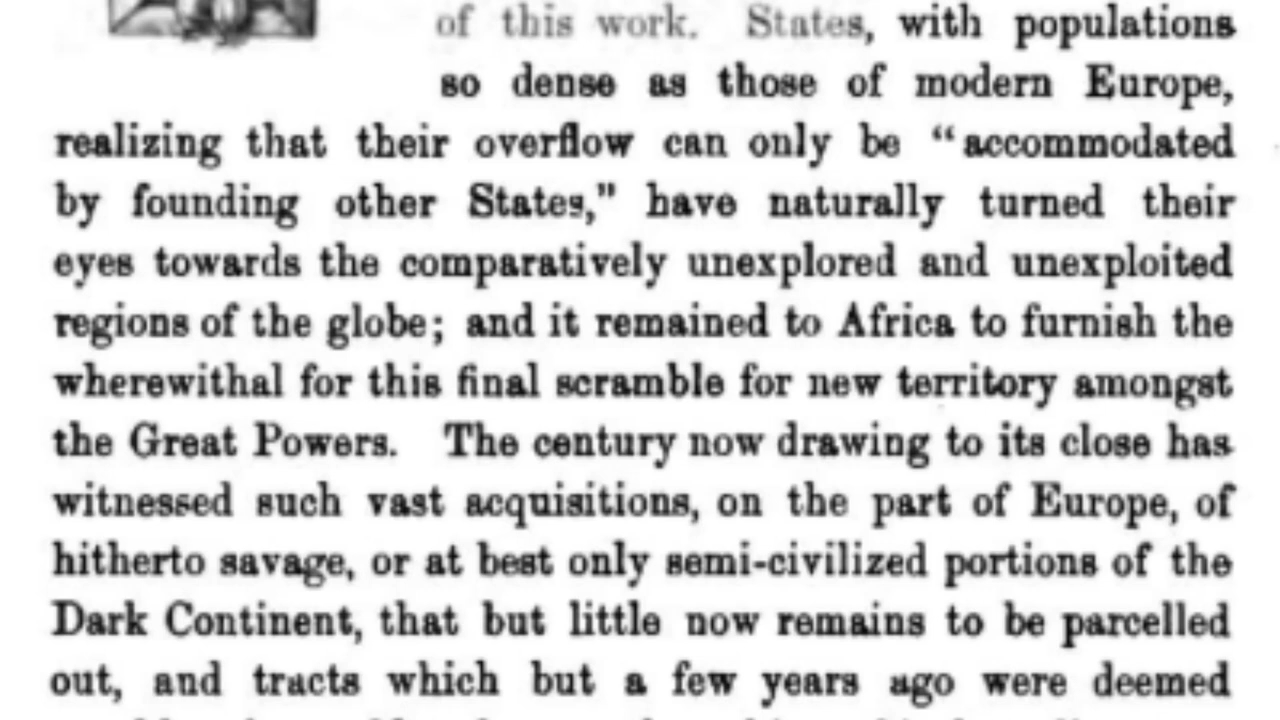 of this work. States, with populations
so dense as those of modern Europe,
realizing that their overflow can only be “accommodated
by founding other States,” have naturally turned their
eyes towards the comparatively unexplored and unexploited
regions of the globe; and it remained to Africa to furnish the
wherewithal for this final scramble for new territory amongst
the Great Powers. The century now drawing to its close has
witnessed such vast acquisitions, on the part of Europe, of
hitherto savage, or at best only semi-civilized portions of the
Dark Continent, that but little now remains to be parcelled
out, and tracts which but a few years ago were deemed